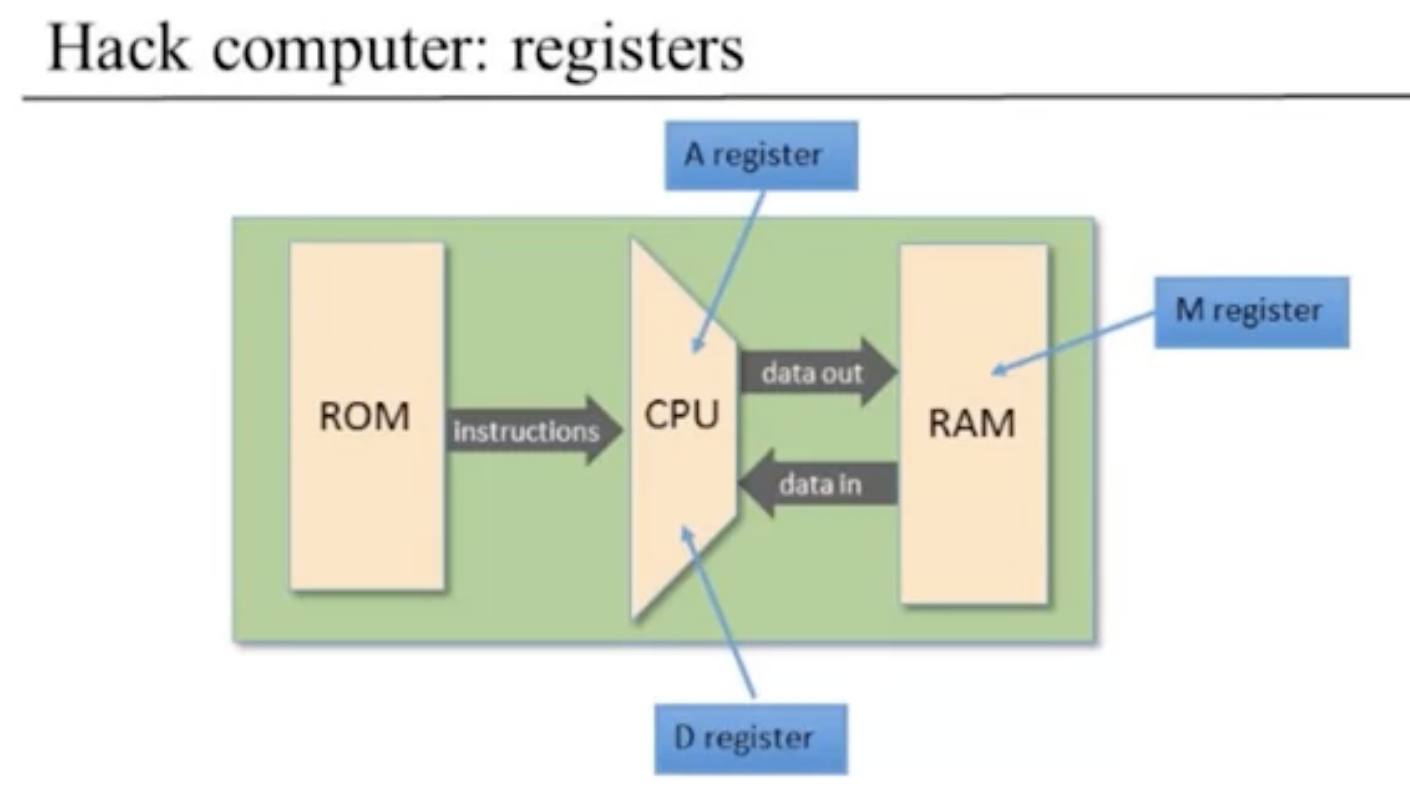 Hack computer: registers
A register
M register
data out
ROM
CPU
RAM
instructions
data in
D register